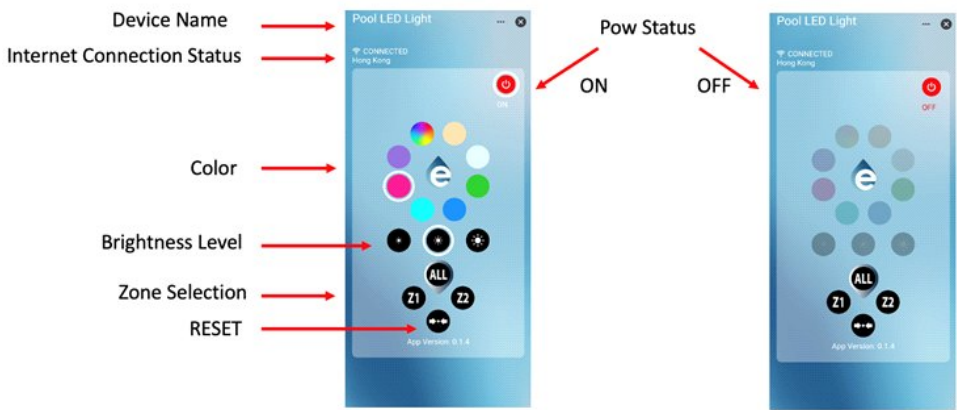 Device Name
Internet Connection Status
Color
Brightness Level
Zone Selection
RESET
Pool LED Light
CONNECTED
Hong Kong
ON
e
ALL
Z1 Z2
App Version: 0.1.4
Pow Status
ON OFF
Pool LED Light
CONNECTED
Hong Kong
OFF
e
ALL
Z1 Z2
App Version: 0.1.4